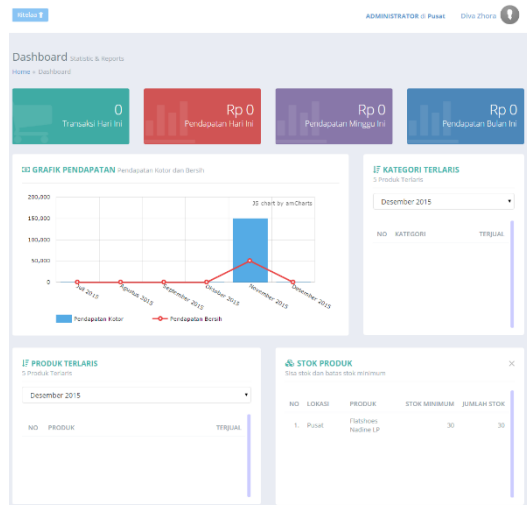 ADMINISTRATOR di Pusat Diva Zhora
Dashboard Statistic & Reports
Home » Dashboard
0
Transaksi Hari Ini
Rp 0
Pendapatan Hari Ini
Rp 0
Pendapatan Minggu Ini
Rp 0
Pendapatan Bulan Ini
GRAFIK PENDAPATAN Pendapatan Kotor dan Bersih
JS chart by amCharts
200,000
150,000
100,000
50,000
0
Juli 2015
Agustus 2015
September 2015
Oktober 2015
November 2015
Desember 2015
Pendapatan Kotor
Pendapatan Bersih
KATEGORI TERLARIS
5 Produk Terlaris
Desember 2015
NO KATEGORI TERJUAL
PRODUK TERLARIS
5 Produk Terlaris
Desember 2015
NO PRODUK TERJUAL
STOK PRODUK
Sisa stok dan batas stok minimum
NO LOKASI PRODUK STOK MINIMUM JUMLAH STOK
1. Pusat Flatshoes Nadine LP 30 30